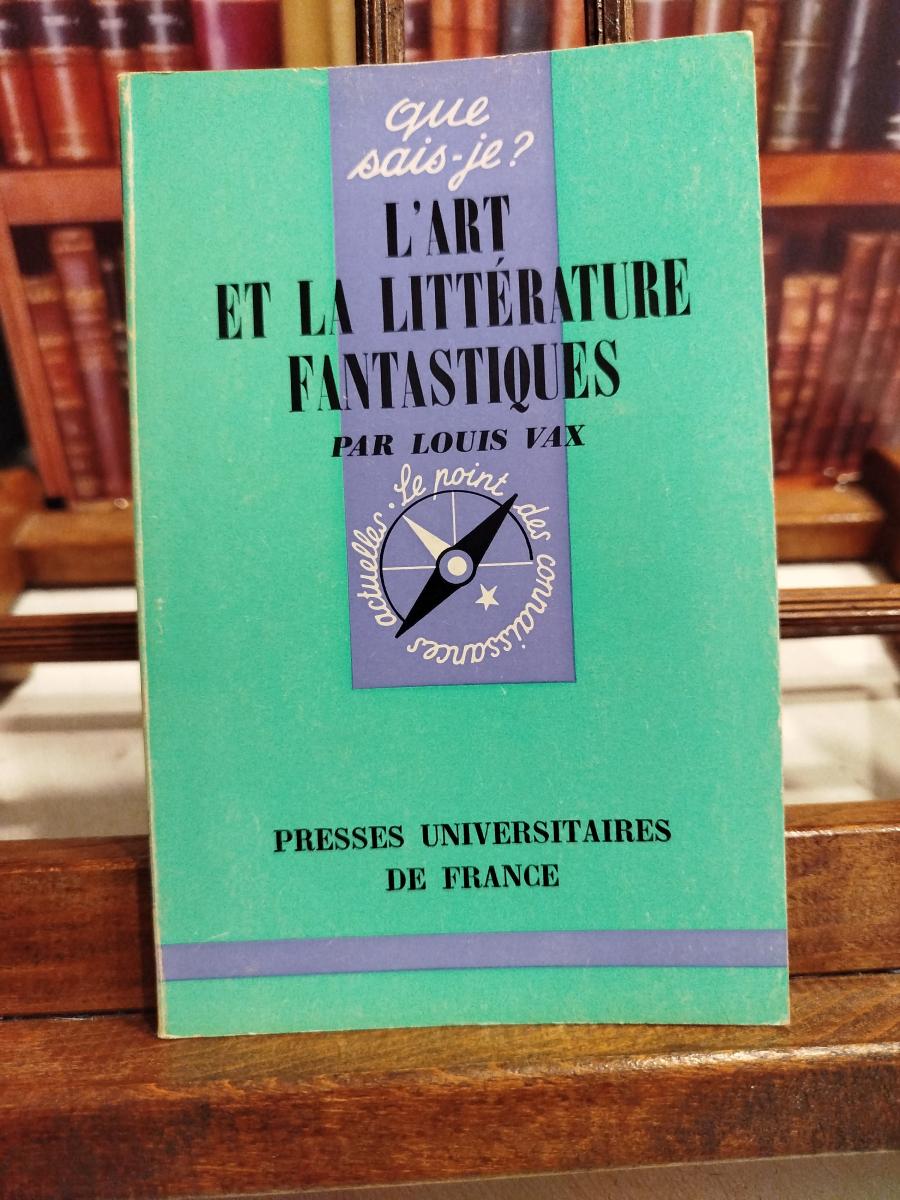 que
sais-je?
L'ART
ET LA LITTÉRATURE
FANTASTIQUES
PAR LOUIS VAX
Le point des connaissances actuelles.
PRESSES UNIVERSITAIRES
DE FRANCE